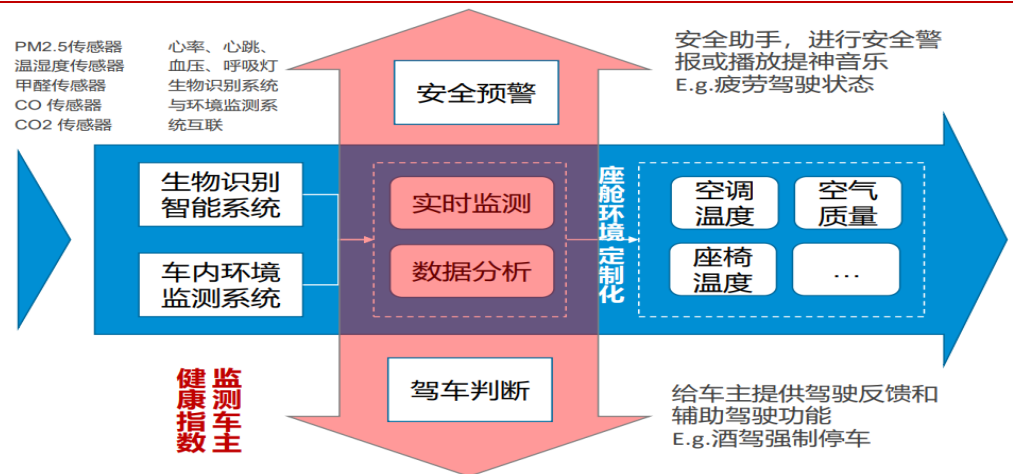 PM2.5传感器
温湿度传感器
甲醛传感器
CO 传感器
CO2 传感器
心率、心跳、
血压、呼吸灯
生物识别系统
与环境监测系
统互联
安全预警
安全助手，进行安全警
报或播放提神音乐
E.g.疲劳驾驶状态
生物识别
智能系统
车内环境
监测系统
实时监测
数据分析
座舱环境定制化
空调
温度
空气
质量
座椅
温度
...
监测车主
健康指数
驾车判断
给车主提供驾驶反馈和
辅助驾驶功能
E.g.酒驾强制停车